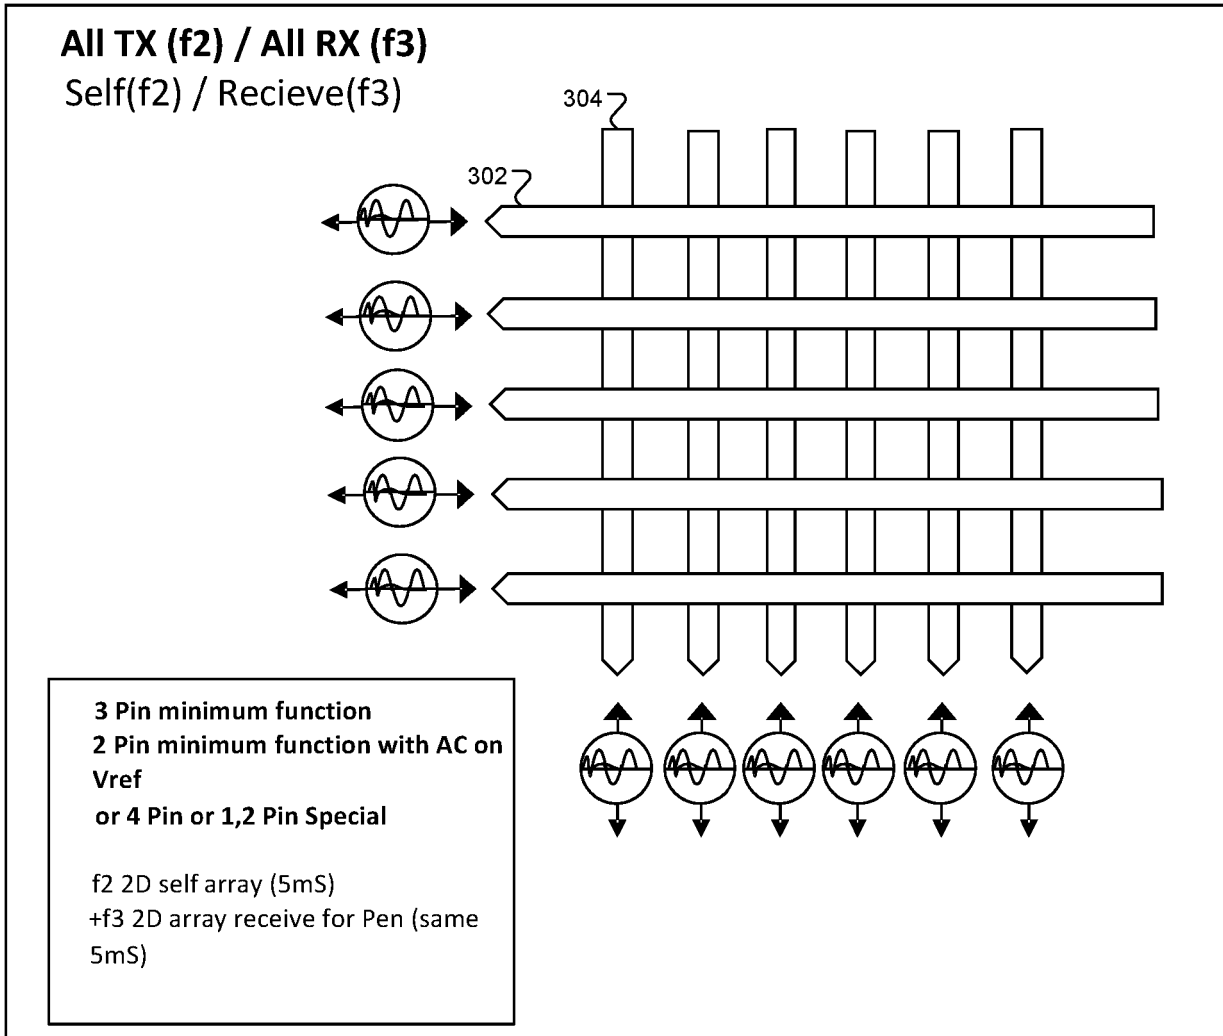 All TX (f2) / All RX (f3)
Self(f2) / Recieve(f3)
304
302
3 Pin minimum function
2 Pin minimum function with AC on
Vref
or 4 Pin or 1,2 Pin Special
f2 2D self array (5mS)
+f3 2D array receive for Pen (same
5mS)